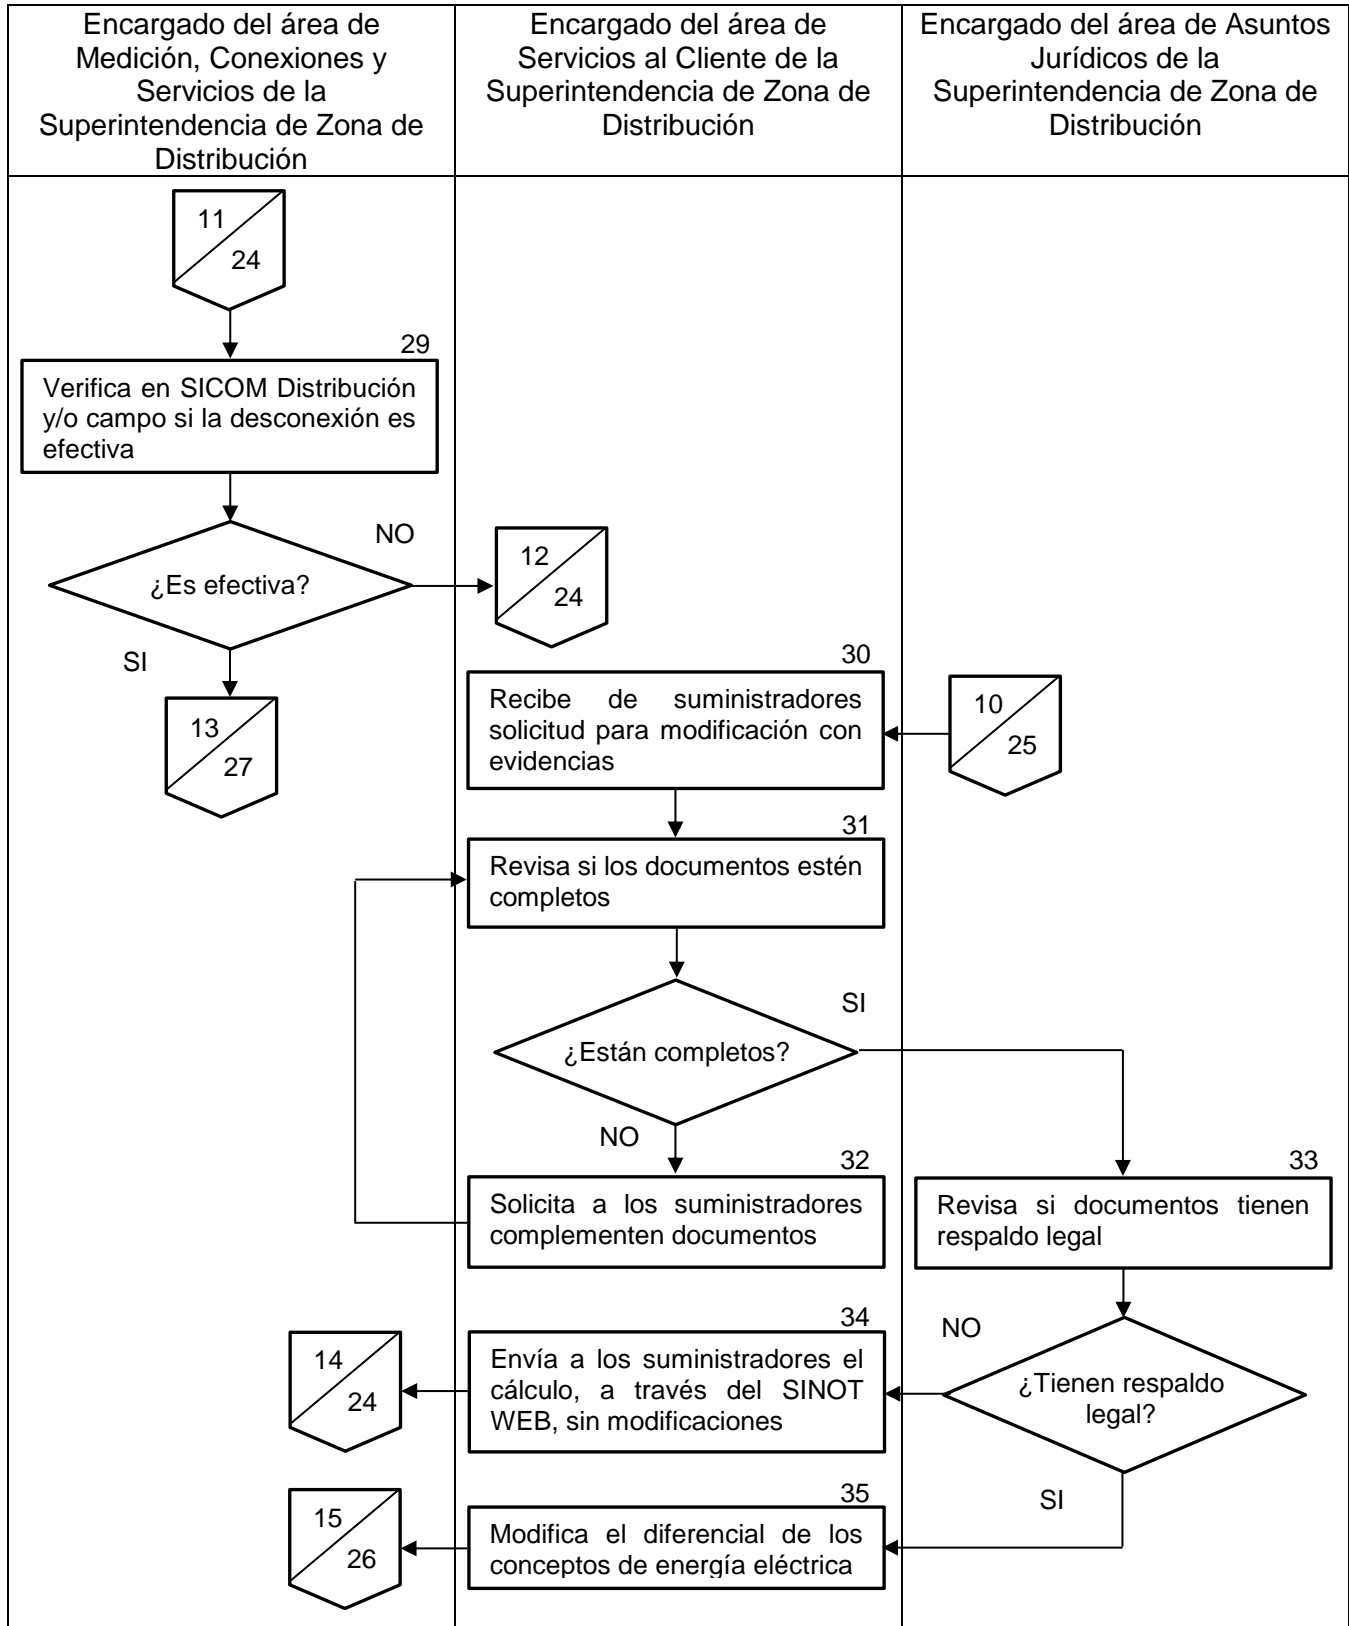 Encargado del área de
Medición, Conexiones y
Servicios de la
Superintendencia de Zona de
Distribución
Encargado del área de
Servicios al Cliente de la
Superintendencia de Zona de
Distribución
Encargado del área de Asuntos
Jurídicos de la
Superintendencia de Zona de
Distribución
11
24
29
Verifica en SICOM Distribución
y/o campo si la desconexión es
efectiva
NO
¿Es efectiva?
12
24
SI
13
27
30
Recibe de suministradores
solicitud para modificación con
evidencias
10
25
31
Revisa si los documentos estén
completos
SI
¿Están completos?
NO
32
Solicita a los suministradores
complementen documentos
33
Revisa si documentos tienen
respaldo legal
NO
¿Tienen respaldo
legal?
34
Envía a los suministradores el
cálculo, a través del SINOT
WEB, sin modificaciones
14
24
SI
35
Modifica el diferencial de los
conceptos de energía eléctrica
15
26